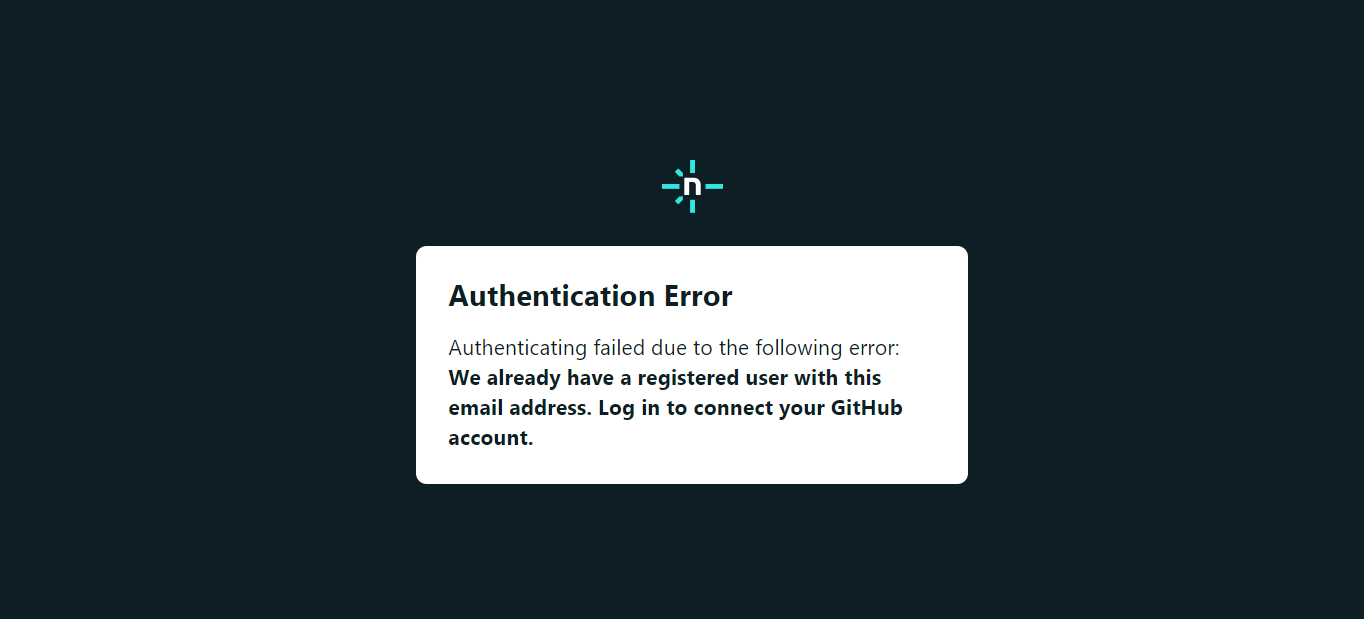 n
Authentication Error
Authenticating failed due to the following error:
We already have a registered user with this
email address. Log in to connect your GitHub
account.